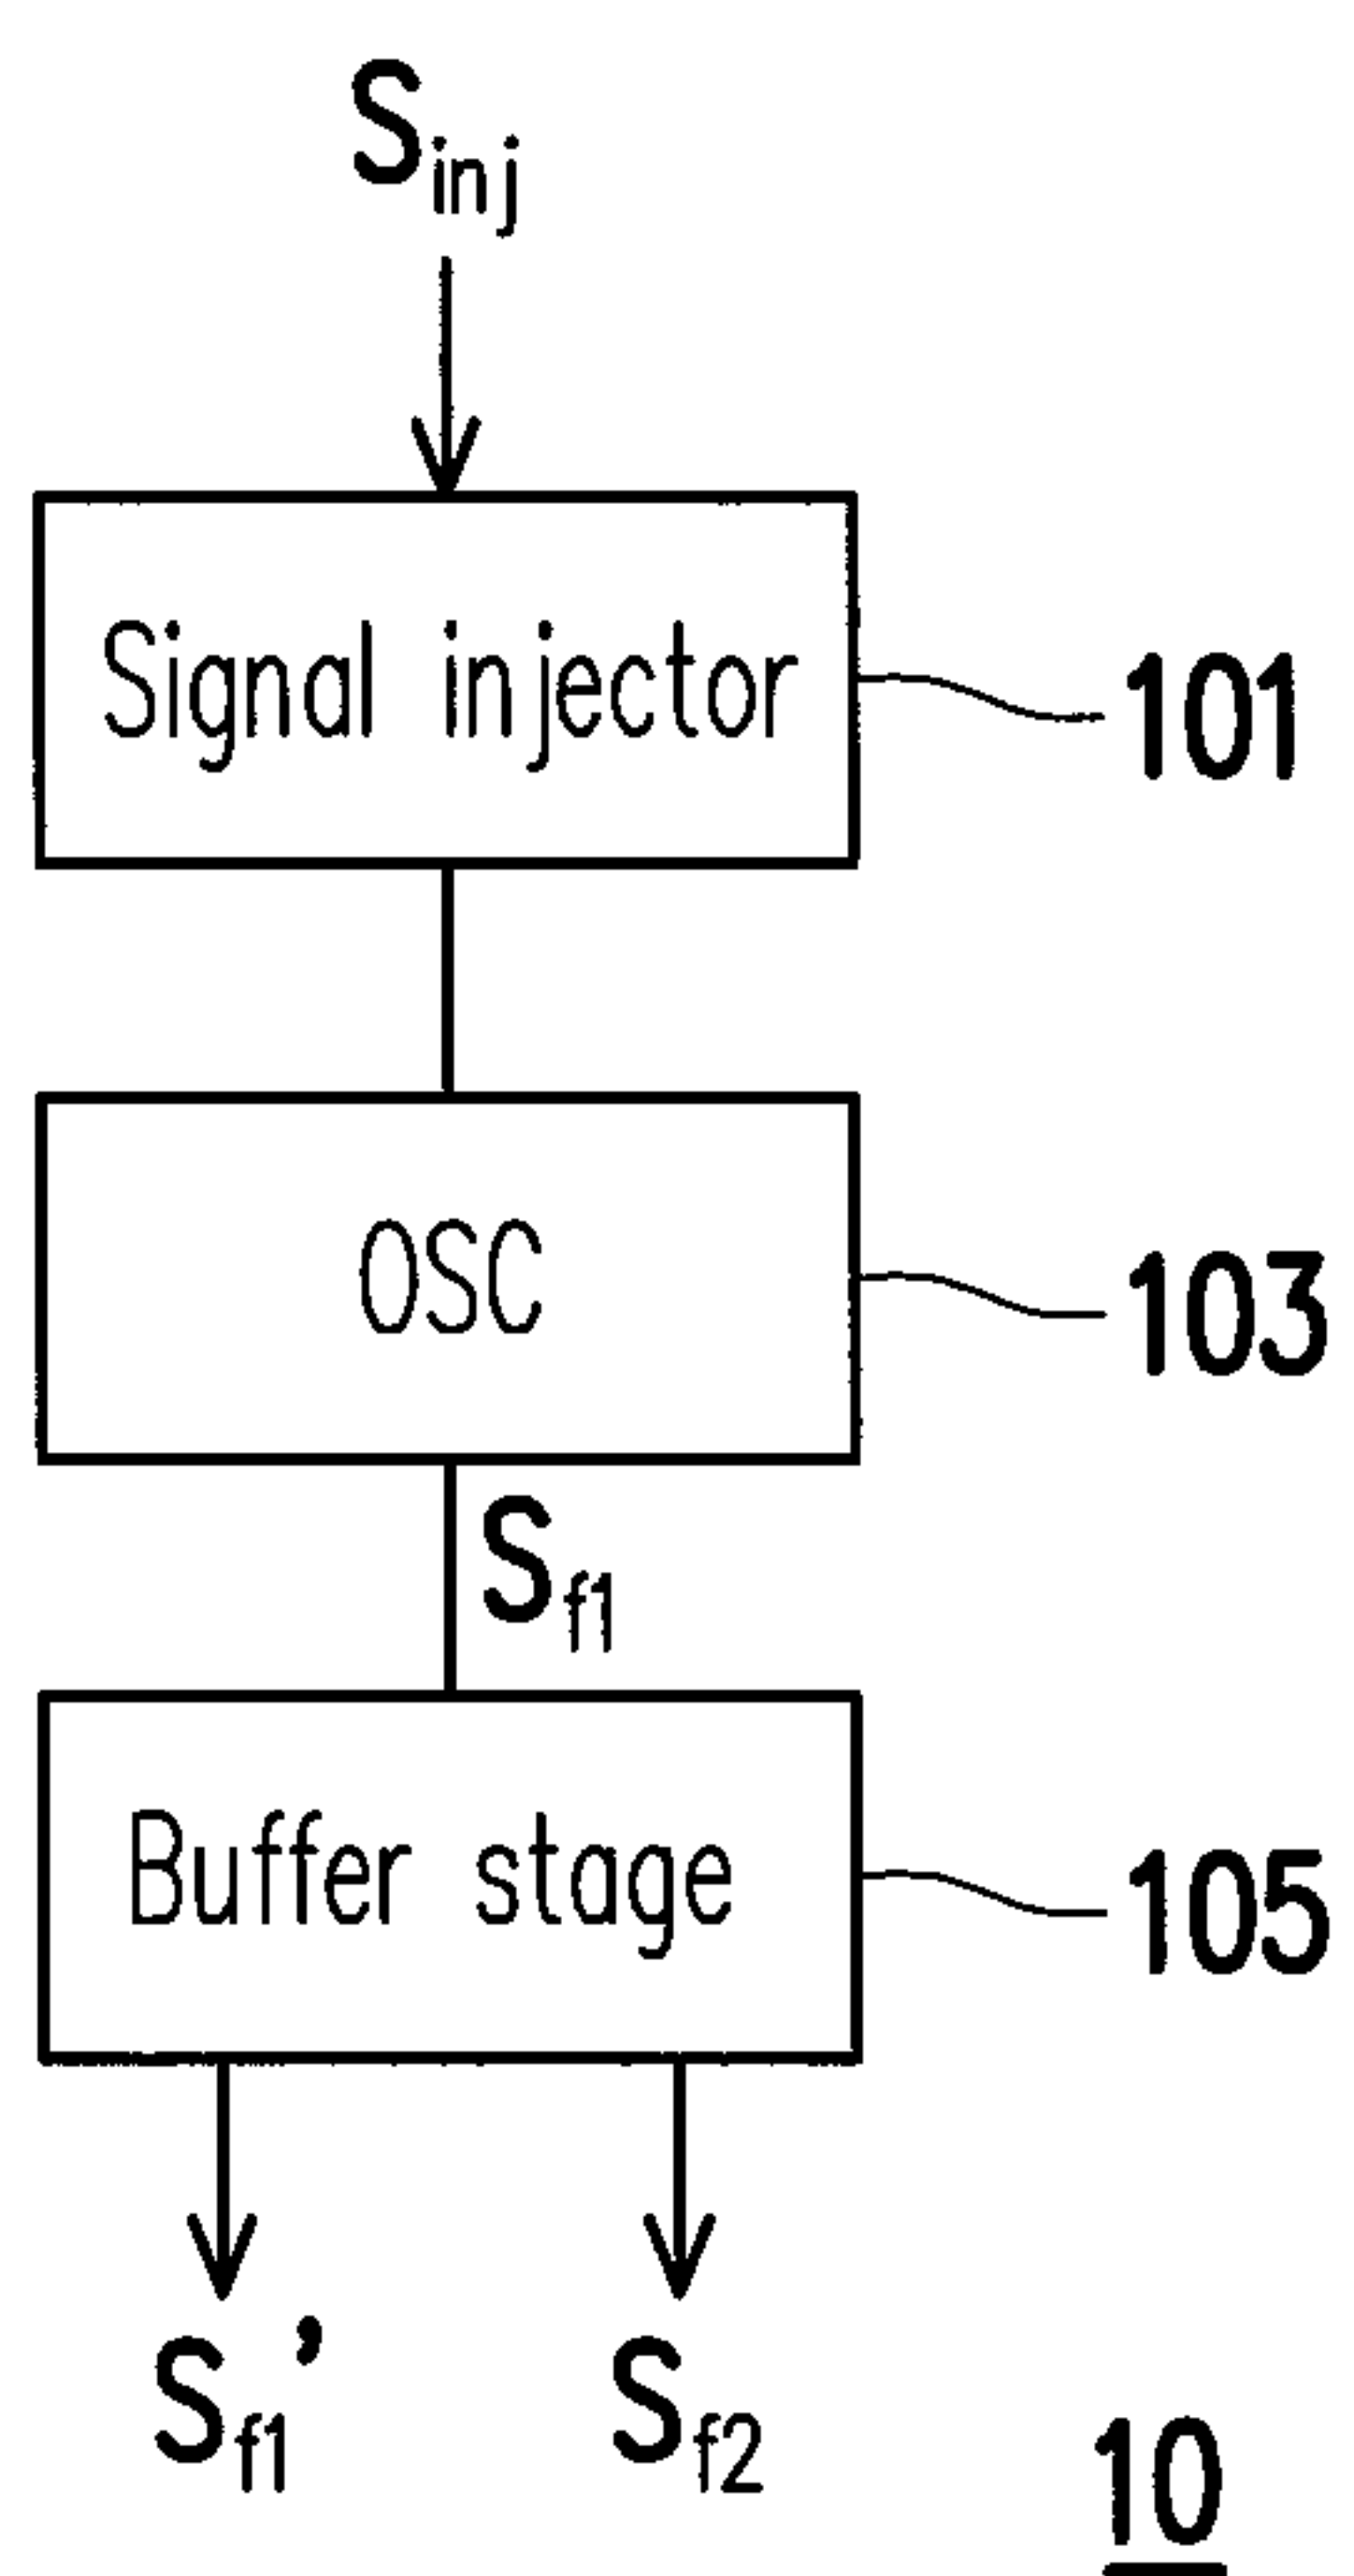 S_inj
Signal injector
101
OSC
103
S_f1
Buffer stage
105
S_f1’
S_f2
10